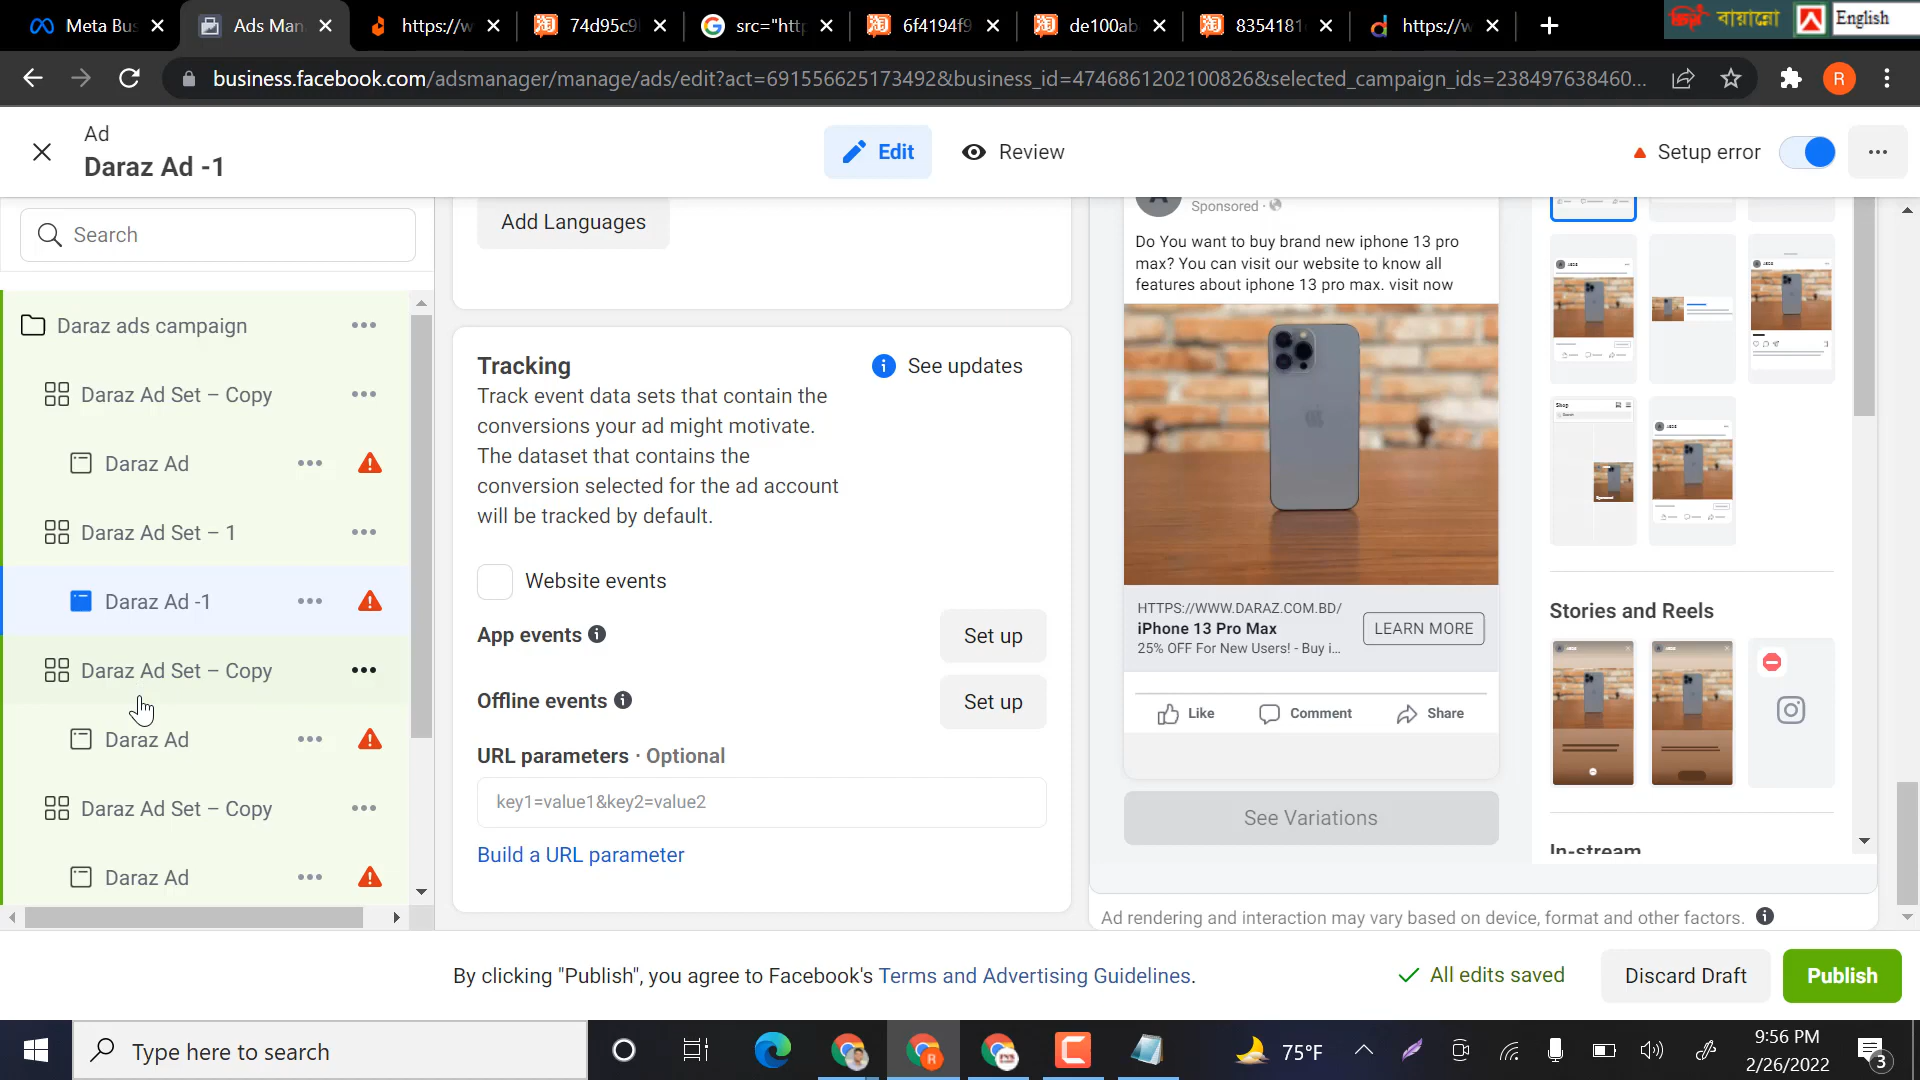 Meta Bus
Ads Man
https://w
74d95c9
src="http
6f4194f9
de100ab
8354181
https://w
বায়ান্নো
English
business.facebook.com/adsmanager/manage/ads/edit?act=691556625173492&business_id=4746861202100826&selected_campaign_ids=238497638460...
R
Ad
Daraz Ad -1
Edit
Review
Setup error
Search
Daraz ads campaign
Daraz Ad Set – Copy
Daraz Ad
Daraz Ad Set – 1
Daraz Ad -1
Daraz Ad Set – Copy
Daraz Ad
Daraz Ad Set – Copy
Daraz Ad
Add Languages
Tracking
See updates
Track event data sets that contain the
conversions your ad might motivate.
The dataset that contains the
conversion selected for the ad account
will be tracked by default.
Website events
App events
Set up
Offline events
Set up
URL parameters · Optional
key1=value1&key2=value2
Build a URL parameter
Sponsored ·
Do You want to buy brand new iphone 13 pro
max? You can visit our website to know all
features about iphone 13 pro max. visit now
HTTPS://WWW.DARAZ.COM.BD/
iPhone 13 Pro Max
25% OFF For New Users! - Buy i...
LEARN MORE
Like
Comment
Share
See Variations
Shop
Stories and Reels
In-stream
Ad rendering and interaction may vary based on device, format and other factors.
By clicking "Publish", you agree to Facebook's Terms and Advertising Guidelines.
All edits saved
Discard Draft
Publish
Type here to search
R
75°F
9:56 PM
2/26/2022
3